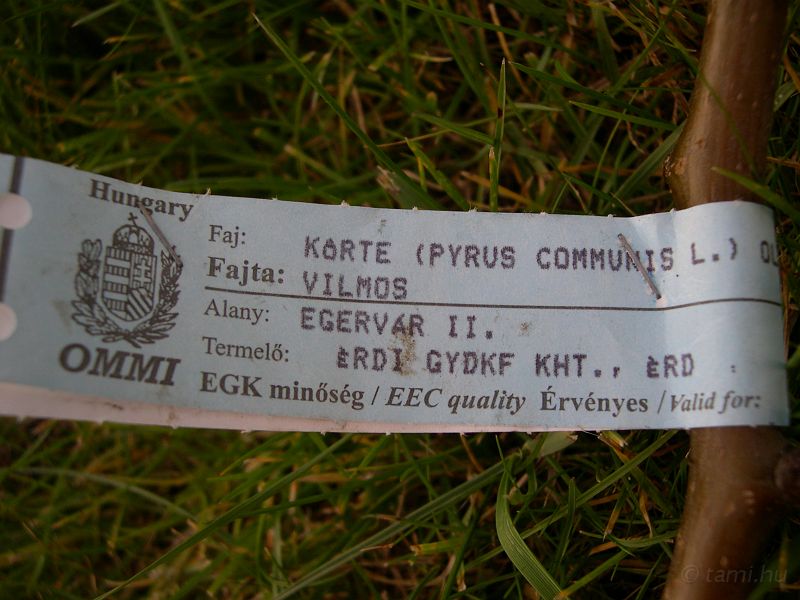 Hungary
Faj: KÖRTE (PYRUS COMMUNIS L.)
Fajta: VILMOS
Alany: EGERVÁR II.
OMMI
Termelő: ÉRDI GYDKF KHT., ÉRD
EGK minőség / EEC quality Érvényes / Valid for:
© tami.hu